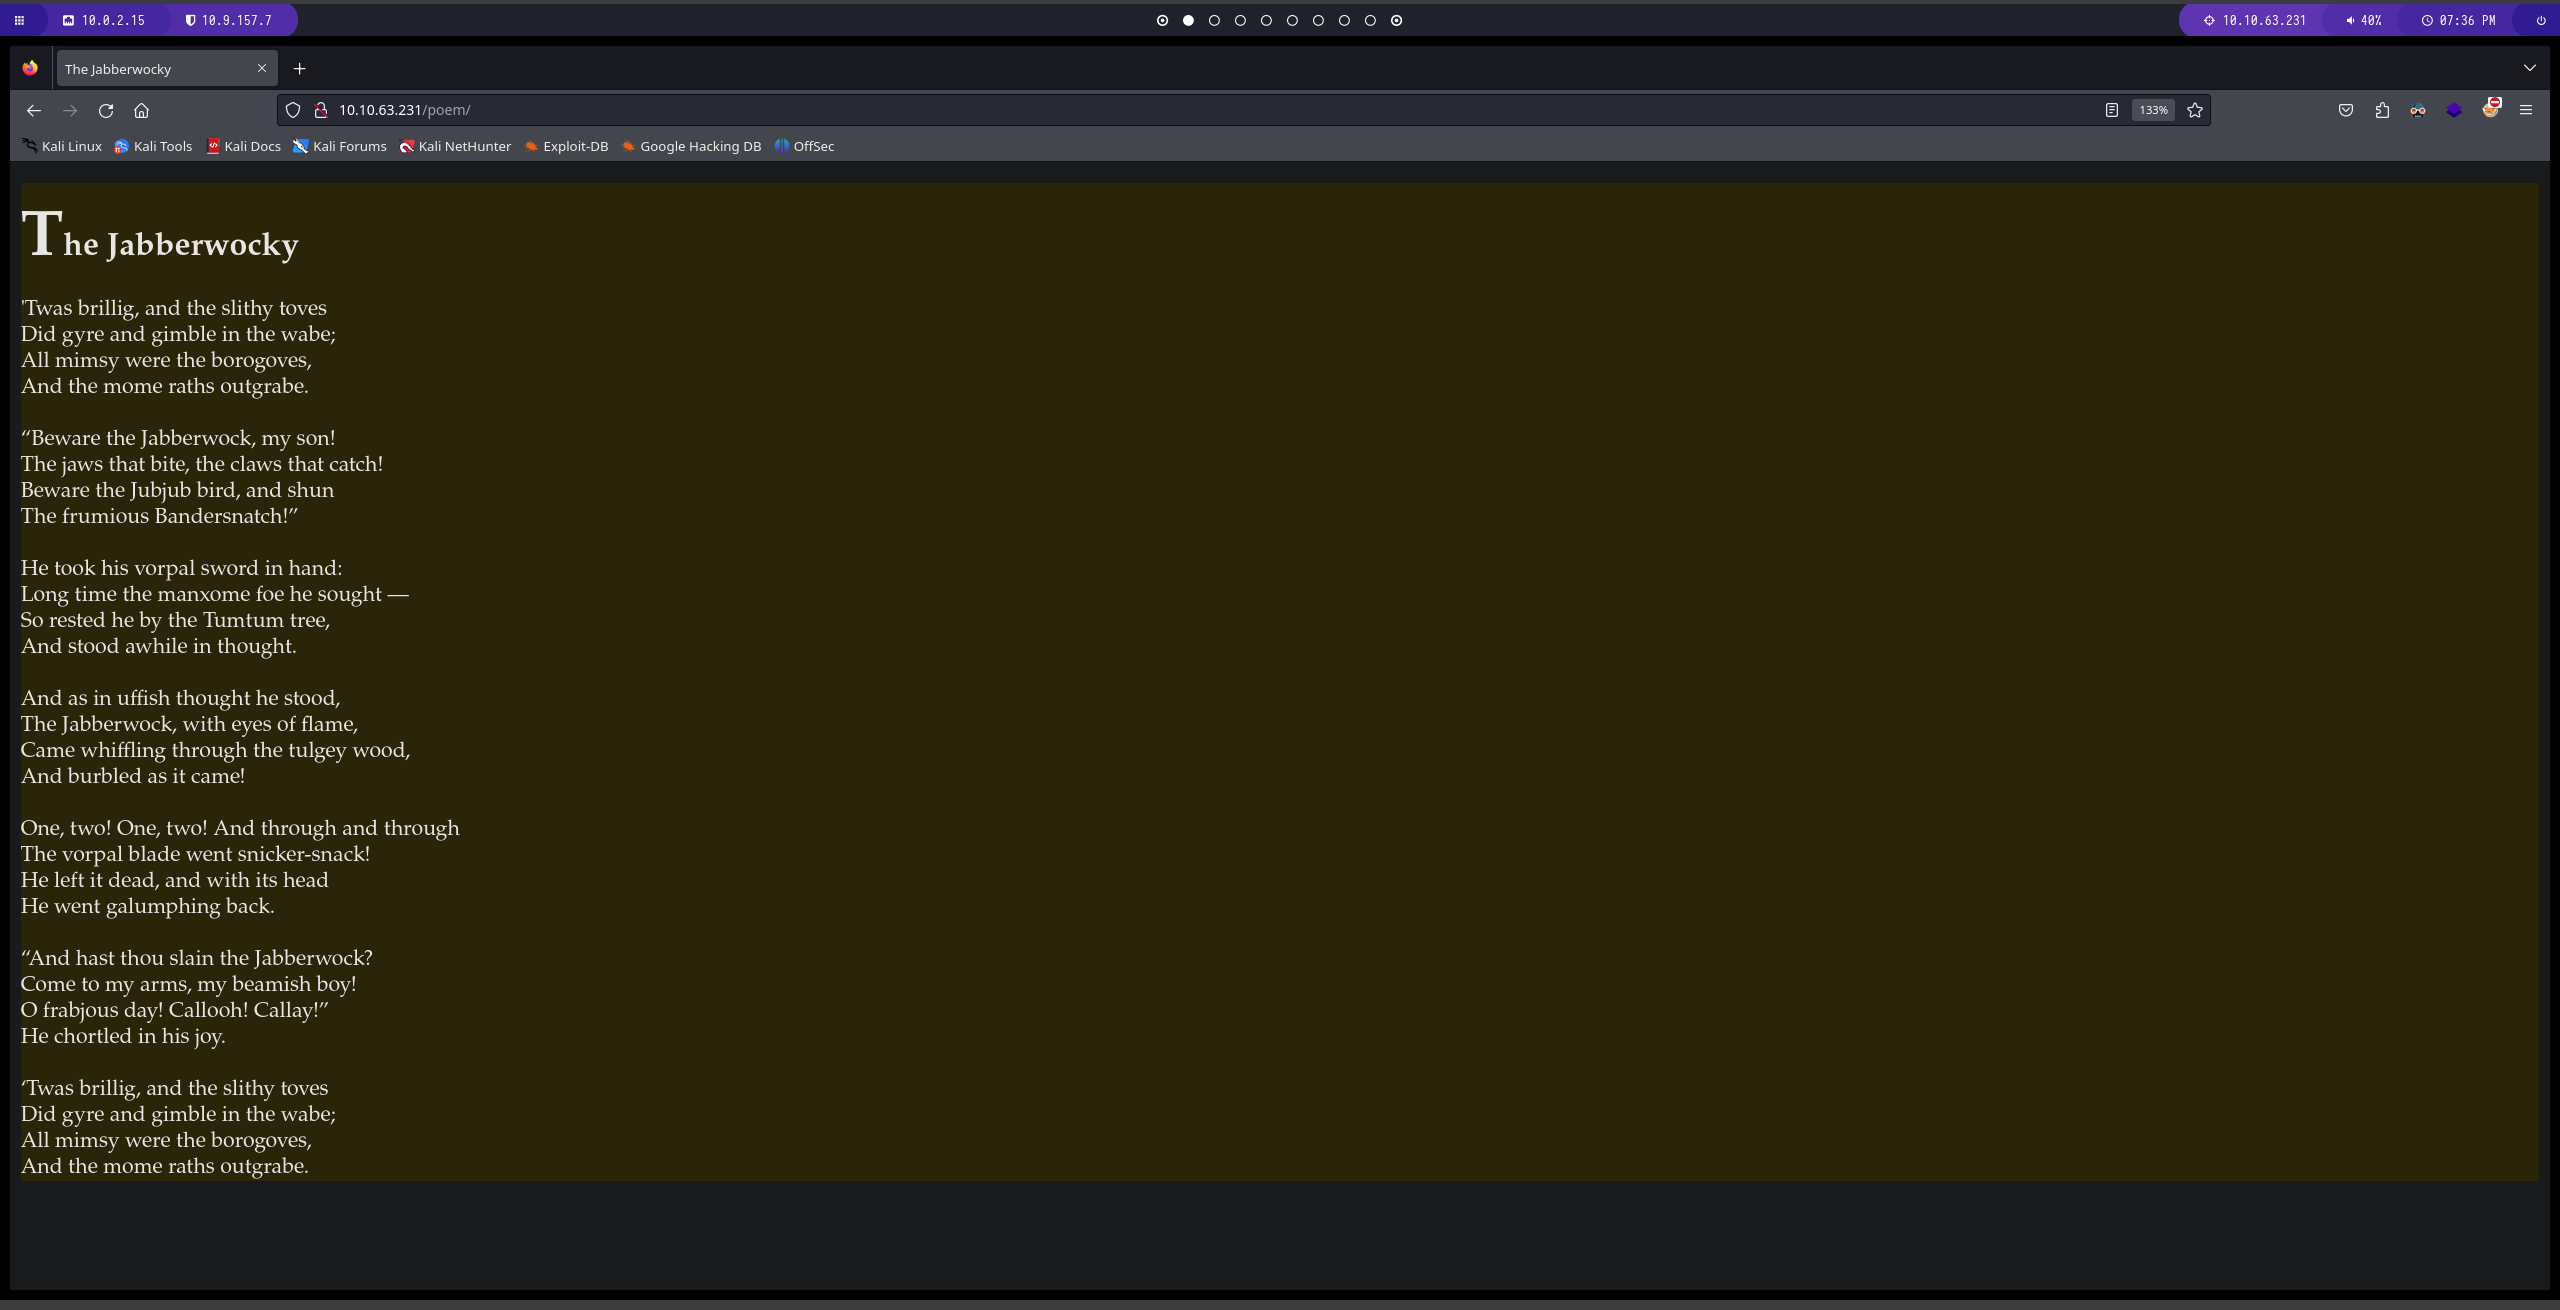 10.0.2.15 10.9.157.7 10.10.63.231 40% 07:36 PM
The Jabberwocky
10.10.63.231/poem/ 133%
Kali Linux Kali Tools Kali Docs Kali Forums Kali NetHunter Exploit-DB Google Hacking DB OffSec
The Jabberwocky
'Twas brillig, and the slithy toves
Did gyre and gimble in the wabe;
All mimsy were the borogoves,
And the mome raths outgrabe.
“Beware the Jabberwock, my son!
The jaws that bite, the claws that catch!
Beware the Jubjub bird, and shun
The frumious Bandersnatch!”
He took his vorpal sword in hand:
Long time the manxome foe he sought —
So rested he by the Tumtum tree,
And stood awhile in thought.
And as in uffish thought he stood,
The Jabberwock, with eyes of flame,
Came whiffling through the tulgey wood,
And burbled as it came!
One, two! One, two! And through and through
The vorpal blade went snicker-snack!
He left it dead, and with its head
He went galumphing back.
“And hast thou slain the Jabberwock?
Come to my arms, my beamish boy!
O frabjous day! Callooh! Callay!”
He chortled in his joy.
‘Twas brillig, and the slithy toves
Did gyre and gimble in the wabe;
All mimsy were the borogoves,
And the mome raths outgrabe.